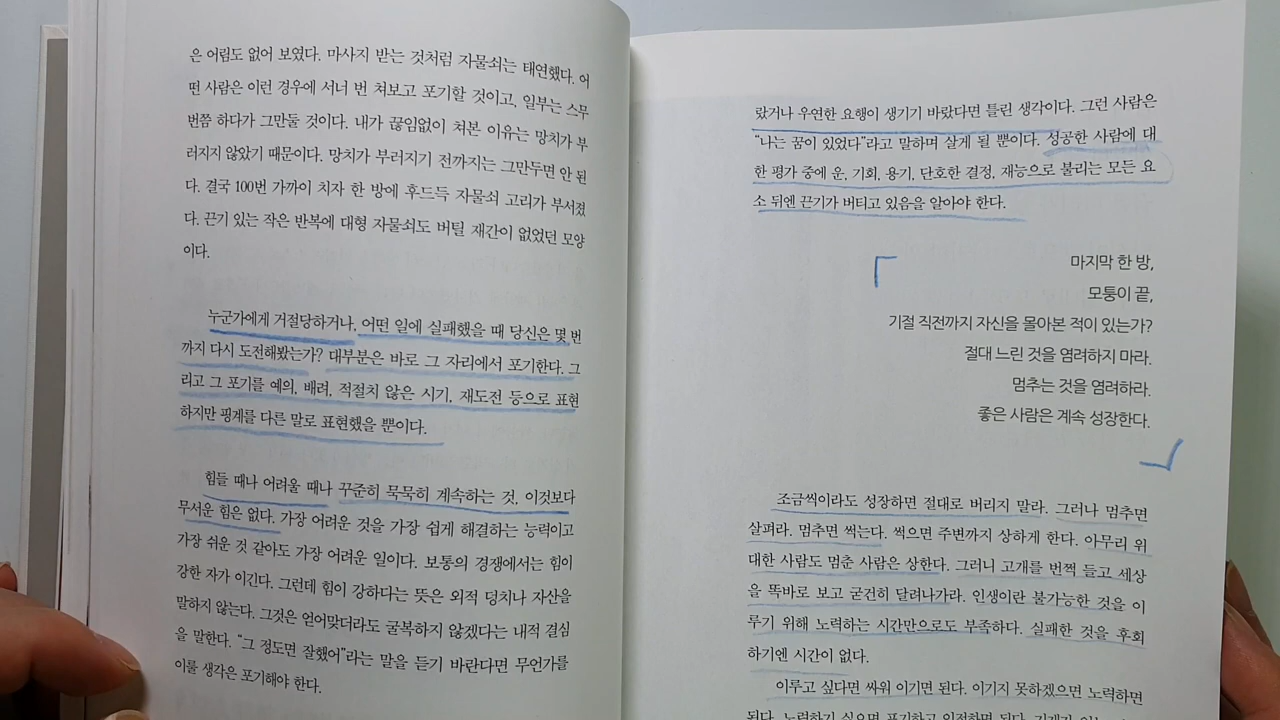 은 어림도 없어 보였다. 마사지 받는 것처럼 자물쇠는 태연했다. 어
떤 사람은 이런 경우에 서너 번 쳐보고 포기할 것이고, 일부는 스무
번쯤 하다가 그만둘 것이다. 내가 끊임없이 쳐본 이유는 망치가 부
러지지 않았기 때문이다. 망치가 부러지기 전까지는 그만두면 안 된
다. 결국 100번 가까이 치자 한 방에 후드득 자물쇠 고리가 부서졌
다. 끈기 있는 작은 반복에 대형 자물쇠도 버틸 재간이 없었던 모양
이다.
누군가에게 거절당하거나, 어떤 일에 실패했을 때 당신은 몇 번
까지 다시 도전해봤는가? 대부분은 바로 그 자리에서 포기한다. 그
리고 그 포기를 예의, 배려, 적절치 않은 시기, 재도전 등으로 표현
하지만 핑계를 다른 말로 표현했을 뿐이다.
힘들 때나 어려울 때나 꾸준히 묵묵히 계속하는 것, 이것보다
무서운 힘은 없다. 가장 어려운 것을 가장 쉽게 해결하는 능력이고
가장 쉬운 것 같아도 가장 어려운 일이다. 보통의 경쟁에서는 힘이
강한 자가 이긴다. 그런데 힘이 강하다는 뜻은 외적 덩치나 자산을
말하지 않는다. 그것은 얻어맞더라도 굴복하지 않겠다는 내적 결심
을 말한다. “그 정도면 잘했어”라는 말을 듣기 바란다면 무언가를
이룰 생각은 포기해야 한다.
랐거나 우연한 요행이 생기기 바랐다면 틀린 생각이다. 그런 사람은
“나는 꿈이 있었다”라고 말하며 살게 될 뿐이다. 성공한 사람에 대
한 평가 중에 운, 기회, 용기, 단호한 결정, 재능으로 불리는 모든 요
소 뒤엔 끈기가 버티고 있음을 알아야 한다.
마지막 한 방,
모퉁이 끝,
기절 직전까지 자신을 몰아본 적이 있는가?
절대 느린 것을 염려하지 마라.
멈추는 것을 염려하라.
좋은 사람은 계속 성장한다.
조금씩이라도 성장하면 절대로 버리지 말라. 그러나 멈추면
살펴라. 멈추면 썩는다. 썩으면 주변까지 상하게 한다. 아무리 위
대한 사람도 멈춘 사람은 상한다. 그러니 고개를 번쩍 들고 세상
을 똑바로 보고 굳건히 달려나가라. 인생이란 불가능한 것을 이
루기 위해 노력하는 시간만으로도 부족하다. 실패한 것을 후회
하기엔 시간이 없다.
이루고 싶다면 싸워 이기면 된다. 이기지 못하겠으면 노력하면
된다. 노력하기 싫으면 포기하고 인정하면 된다.